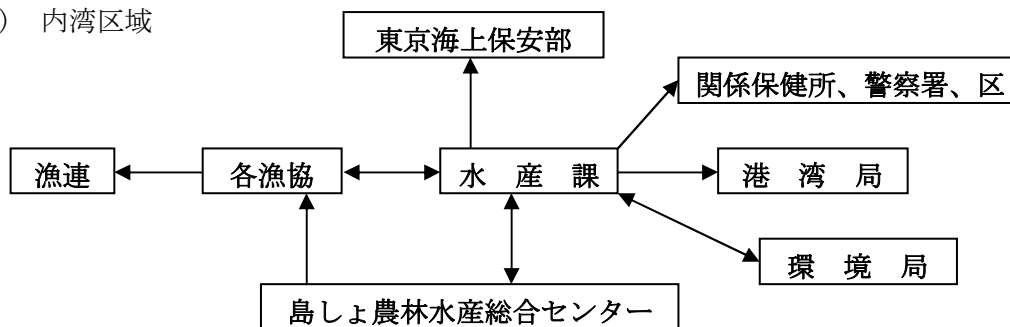 ) 内湾区域
東京海上保安部
関係保健所、警察署、区
漁連
各漁協
水 産 課
港 湾 局
環 境 局
島しょ農林水産総合センター